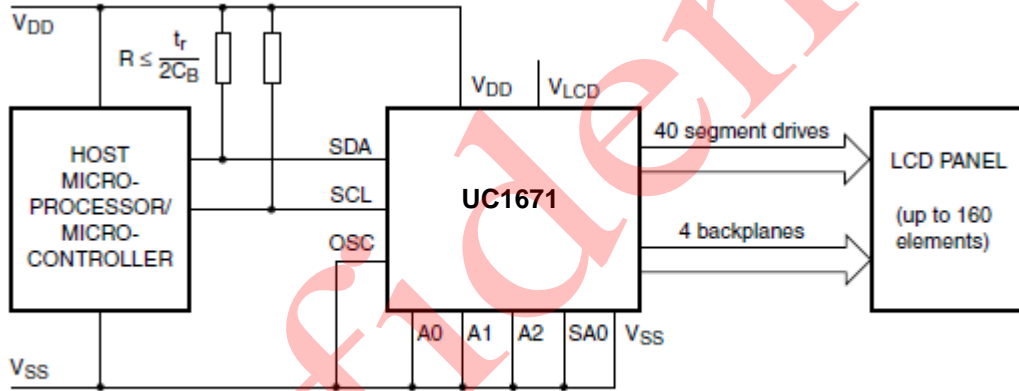 VDD
R ≤ tr
2CB
VDD
VLCD
HOST
MICRO-
PROCESSOR/
MICRO-
CONTROLLER
SDA
SCL
OSC
UC1671
40 segment drives
4 backplanes
LCD PANEL
(up to 160
elements)
A0
A1
A2
SA0
VSS
VSS
fiden